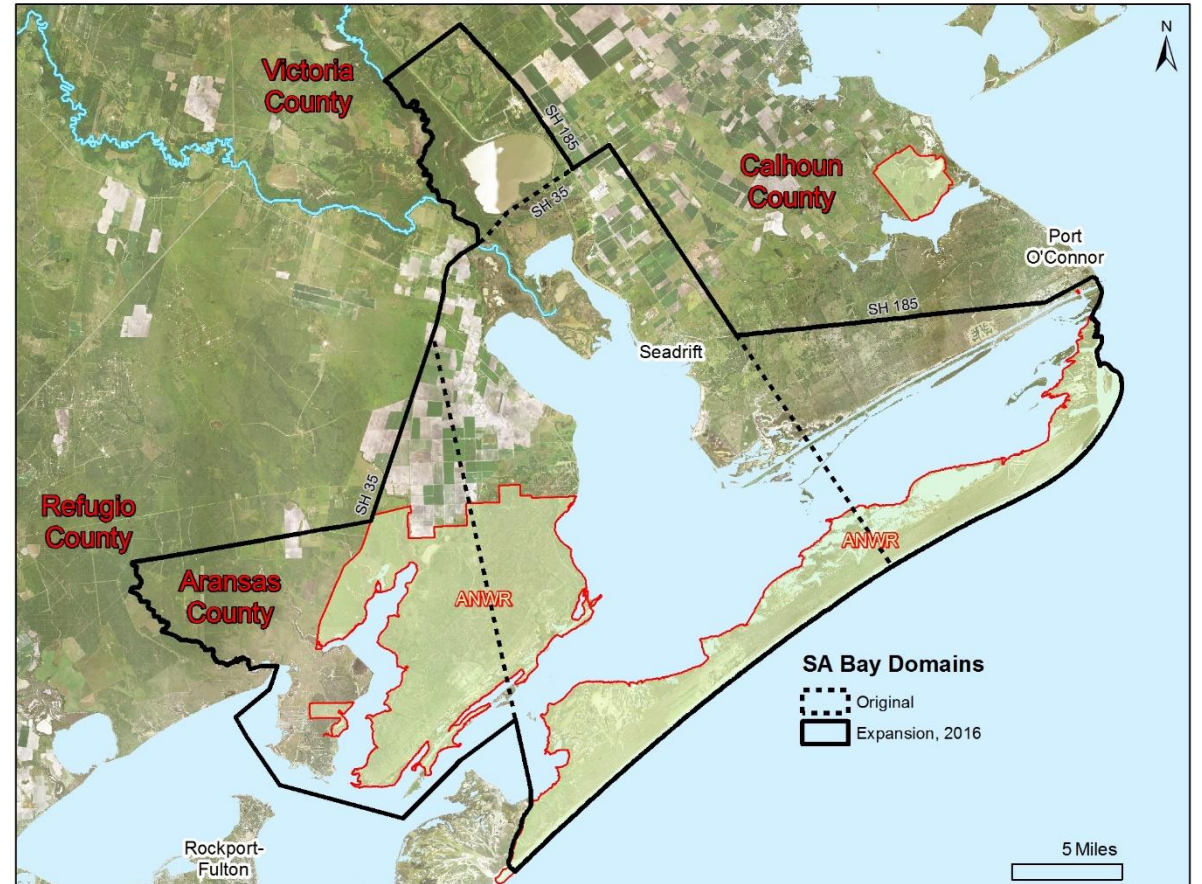 N
Victoria
County
SH 185
SH 35
Calhoun
County
Port
O'Connor
SH 185
Seadrift
SH 35
Refugio
County
Aransas
County
ANWR
ANWR
SA Bay Domains
Original
Expansion, 2016
Rockport-
Fulton
5 Miles